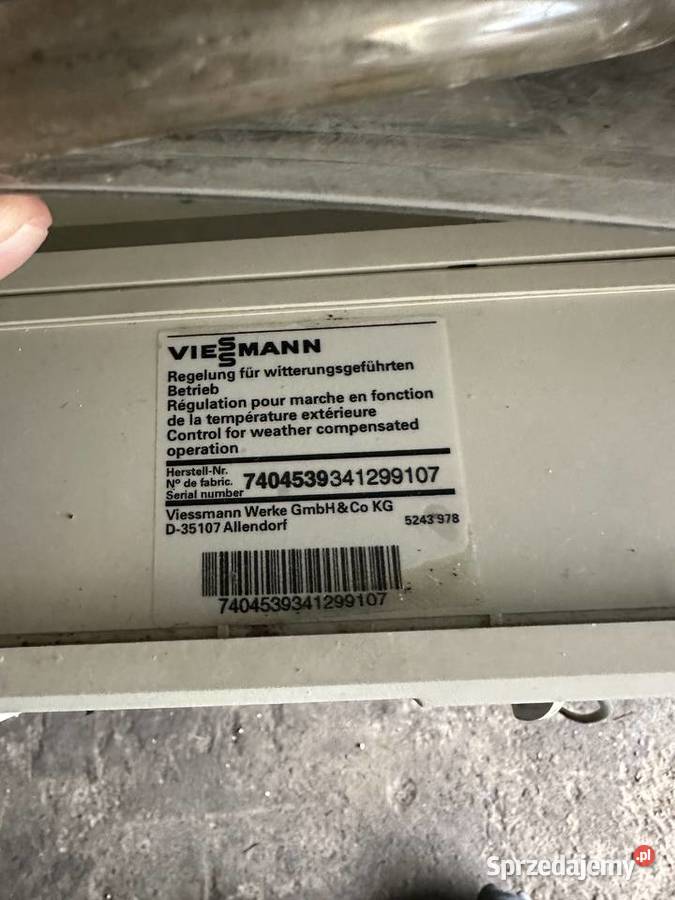 VIESSMANN
Regelung für witterungsgeführten
Betrieb
Régulation pour marche en fonction
de la température extérieure
Control for weather compensated
operation
Herstell-Nr.
Nº de fabric. 7404539341299107
Serial number
Viessmann Werke GmbH & Co KG
D-35107 Allendorf 5243 978
7404539341299107
Sprzedajemy.pl